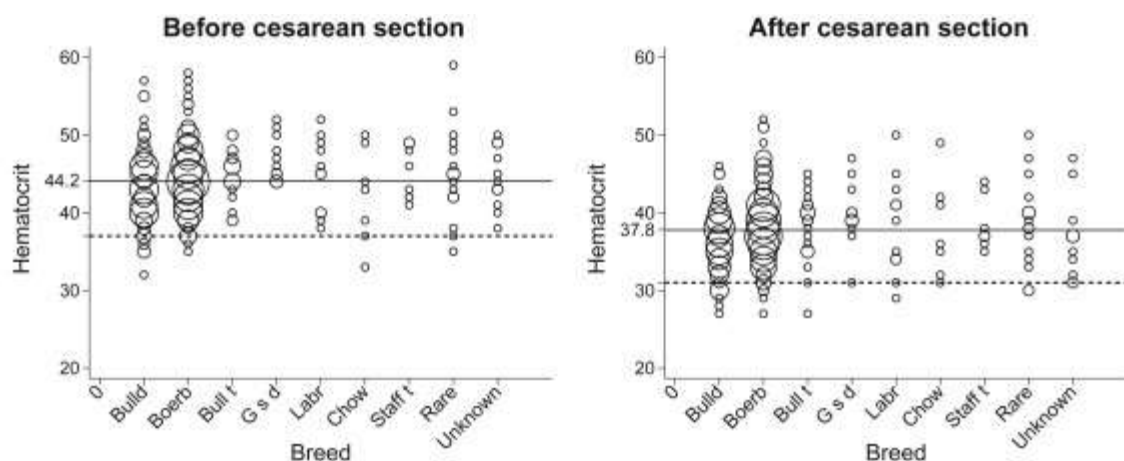 Before cesarean section
60
50
44.2
40
30
20
Hematocrit
0
Build
Boerb
Bull t
G s d
Labr
Chow
Staff t
Rare
Unknown
Breed
After cesarean section
60
50
40
37.8
30
20
Hematocrit
0
Build
Boerb
Bull t
G s d
Labr
Chow
Staff t
Rare
Unknown
Breed